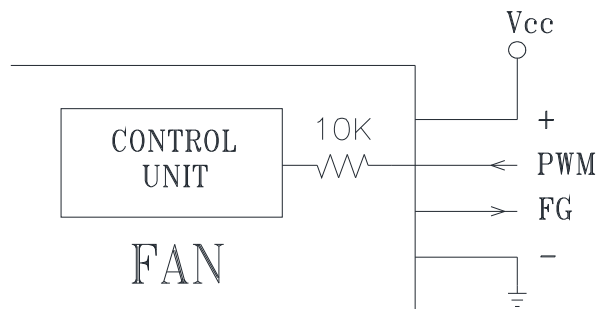 Vcc
10K
+
CONTROL
UNIT
PWM
FG
FAN
-